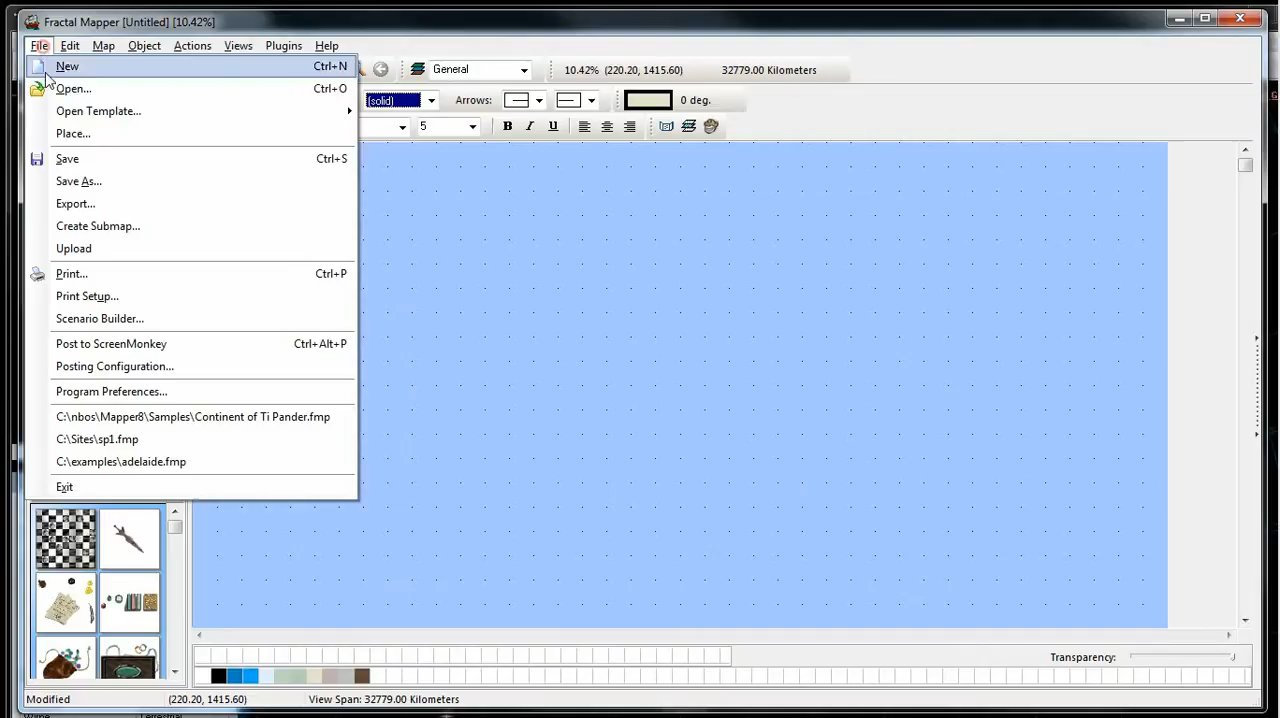 Fractal Mapper [Untitled] [10.42%]
File Edit Map Object Actions Views Plugins Help
New Ctrl+N
General 10.42% (220.20, 1415.60) 32779.00 Kilometers
Open... Ctrl+O
(solid) Arrows: 0 deg.
Open Template...
5 B I U
Place...
Save Ctrl+S
Save As...
Export...
Create Submap...
Upload
Print... Ctrl+P
Print Setup...
Scenario Builder...
Post to ScreenMonkey Ctrl+Alt+P
Posting Configuration...
Program Preferences...
C:\nbos\Mapper8\Samples\Continent of Ti Pander.fmp
C:\Sites\sp1.fmp
C:\examples\adelaide.fmp
Exit
Transparency:
Modified (220.20, 1415.60) View Span: 32779.00 Kilometers